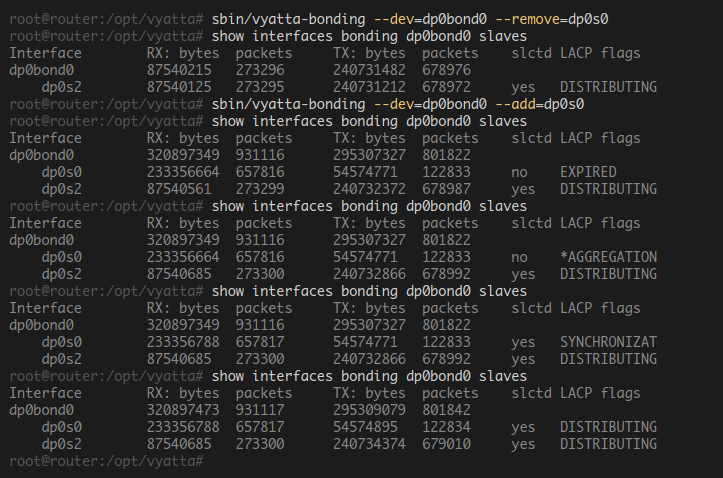 root@router:/opt/vyatta# sbin/vyatta-bonding --dev=dp0bond0 --remove=dp0s0
root@router:/opt/vyatta# show interfaces bonding dp0bond0 slaves
Interface        RX: bytes  packets     TX: bytes  packets    slctd LACP flags
dp0bond0         87540215   273296      240731482  678976
    dp0s2        87540125   273295      240731212  678972     yes   DISTRIBUTING
root@router:/opt/vyatta# sbin/vyatta-bonding --dev=dp0bond0 --add=dp0s0
root@router:/opt/vyatta# show interfaces bonding dp0bond0 slaves
Interface        RX: bytes  packets     TX: bytes  packets    slctd LACP flags
dp0bond0         320897349  931116      295307327  801822
    dp0s0        233356664  657816      54574771   122833     no    EXPIRED
    dp0s2        87540561   273299      240732372  678987     yes   DISTRIBUTING
root@router:/opt/vyatta# show interfaces bonding dp0bond0 slaves
Interface        RX: bytes  packets     TX: bytes  packets    slctd LACP flags
dp0bond0         320897349  931116      295307327  801822
    dp0s0        233356664  657816      54574771   122833     no    *AGGREGATION
    dp0s2        87540685   273300      240732866  678992     yes   DISTRIBUTING
root@router:/opt/vyatta# show interfaces bonding dp0bond0 slaves
Interface        RX: bytes  packets     TX: bytes  packets    slctd LACP flags
dp0bond0         320897349  931116      295307327  801822
    dp0s0        233356788  657817      54574771   122833     yes   SYNCHRONIZAT
    dp0s2        87540685   273300      240732866  678992     yes   DISTRIBUTING
root@router:/opt/vyatta# show interfaces bonding dp0bond0 slaves
Interface        RX: bytes  packets     TX: bytes  packets    slctd LACP flags
dp0bond0         320897473  931117      295309079  801842
    dp0s0        233356788  657817      54574895   122834     yes   DISTRIBUTING
    dp0s2        87540685   273300      240734374  679010     yes   DISTRIBUTING
root@router:/opt/vyatta#